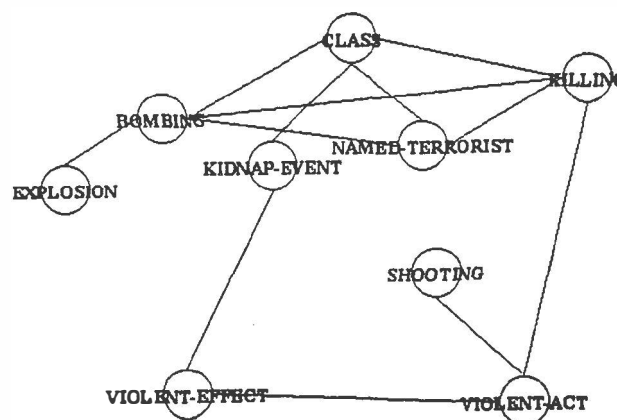 CLASS
KILLING
BOMBING
NAMED-TERRORIST
KIDNAP-EVENT
EXPLOSION
SHOOTING
VIOLENT-EFFECT
VIOLENT-ACT